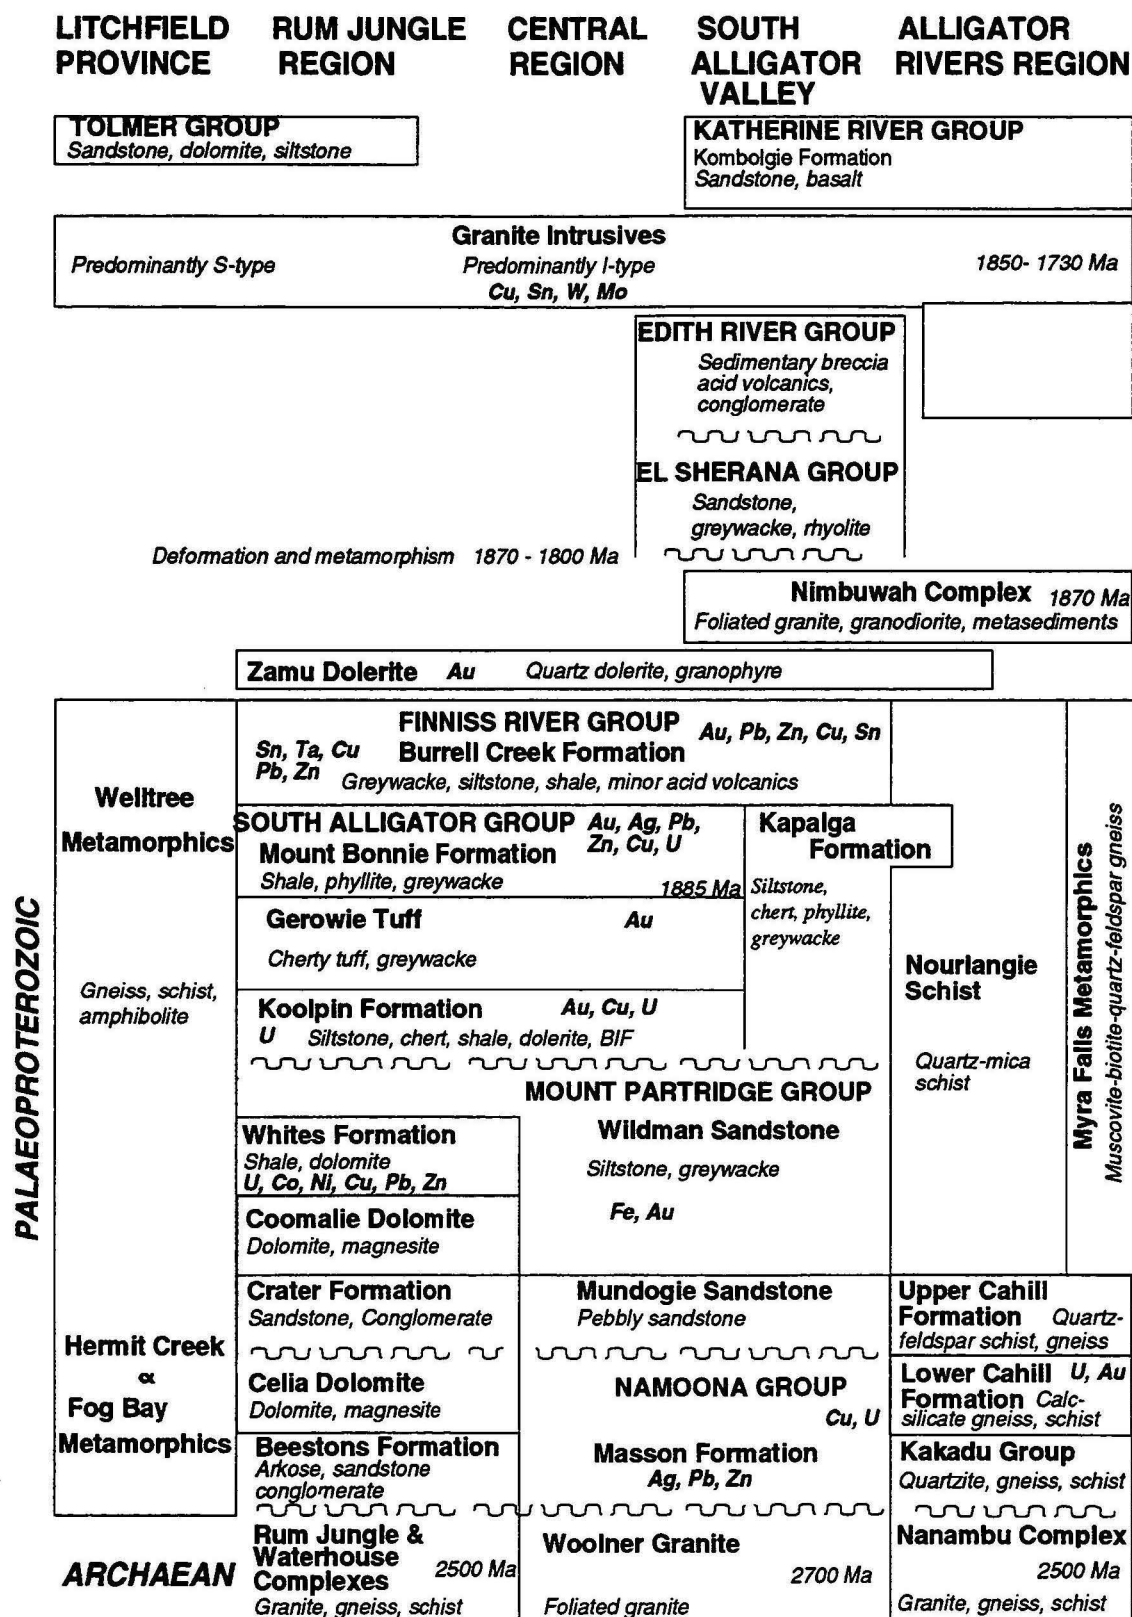 LITCHFIELD PROVINCE
RUM JUNGLE REGION
CENTRAL REGION
SOUTH ALLIGATOR VALLEY
ALLIGATOR RIVERS REGION
TOLMER GROUP
Sandstone, dolomite, siltstone
KATHERINE RIVER GROUP
Kombolgie Formation
Sandstone, basalt
Granite Intrusives
Predominantly S-type
Predominantly I-type
1850- 1730 Ma
Cu, Sn, W, Mo
EDITH RIVER GROUP
Sedimentary breccia
acid volcanics,
conglomerate
EL SHERANA GROUP
Sandstone,
greywacke, rhyolite
Deformation and metamorphism 1870 - 1800 Ma
Nimbuwah Complex 1870 Ma
Foliated granite, granodiorite, metasediments
Zamu Dolerite Au Quartz dolerite, granophyre
PALAEOPROTEROZOIC
Welltree
Metamorphics
Gneiss, schist,
amphibolite
Hermit Creek
∝
Fog Bay
Metamorphics
FINNISS RIVER GROUP
Au, Pb, Zn, Cu, Sn
Sn, Ta, Cu
Pb, Zn
Burrell Creek Formation
Greywacke, siltstone, shale, minor acid volcanics
SOUTH ALLIGATOR GROUP Au, Ag, Pb,
Zn, Cu, U
Mount Bonnie Formation
Shale, phyllite, greywacke
1885 Ma
Kapalga
Formation
Siltstone,
chert, phyllite,
greywacke
Gerowie Tuff Au
Cherty tuff, greywacke
Koolpin Formation Au, Cu, U
U Siltstone, chert, shale, dolerite, BIF
Nourlangie
Schist
Quartz-mica
schist
Myra Falls Metamorphics
Muscovite-biotite-quartz-feldspar gneiss
MOUNT PARTRIDGE GROUP
Whites Formation
Shale, dolomite
U, Co, Ni, Cu, Pb, Zn
Wildman Sandstone
Siltstone, greywacke
Fe, Au
Coomalie Dolomite
Dolomite, magnesite
Crater Formation
Sandstone, Conglomerate
Mundogie Sandstone
Pebbly sandstone
Upper Cahill
Formation Quartz-
feldspar schist, gneiss
Celia Dolomite
Dolomite, magnesite
NAMOONA GROUP
Cu, U
Lower Cahill U, Au
Formation Calc-
silicate gneiss, schist
Beestons Formation
Arkose, sandstone
conglomerate
Masson Formation
Ag, Pb, Zn
Kakadu Group
Quartzite, gneiss, schist
ARCHAEAN
Rum Jungle &
Waterhouse
Complexes
2500 Ma
Granite, gneiss, schist
Woolner Granite
2700 Ma
Foliated granite
Nanambu Complex
2500 Ma
Granite, gneiss, schist